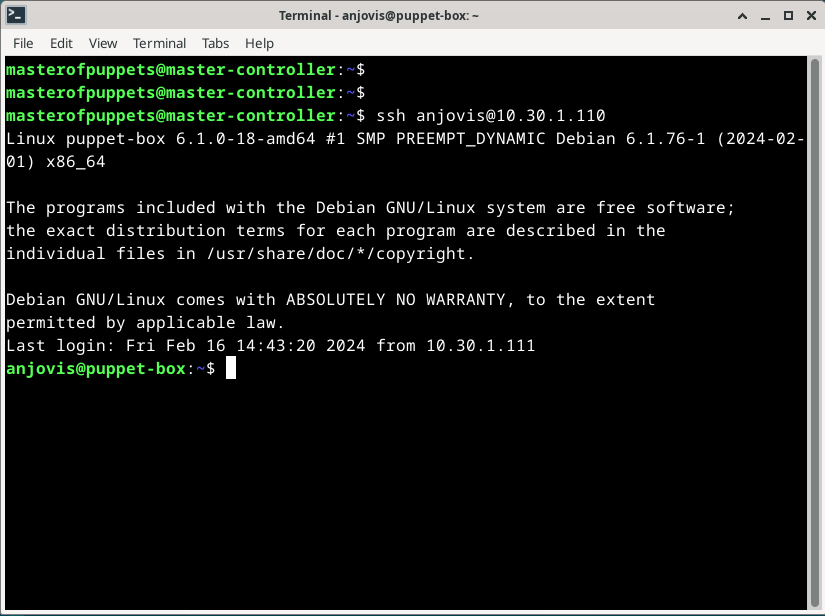 Terminal - anjovis@puppet-box: ~
File Edit View Terminal Tabs Help
masterofpuppets@master-controller:~$
masterofpuppets@master-controller:~$
masterofpuppets@master-controller:~$ ssh anjovis@10.30.1.110
Linux puppet-box 6.1.0-18-amd64 #1 SMP PREEMPT_DYNAMIC Debian 6.1.76-1 (2024-02-
01) x86_64
The programs included with the Debian GNU/Linux system are free software;
the exact distribution terms for each program are described in the
individual files in /usr/share/doc/*/copyright.
Debian GNU/Linux comes with ABSOLUTELY NO WARRANTY, to the extent
permitted by applicable law.
Last login: Fri Feb 16 14:43:20 2024 from 10.30.1.111
anjovis@puppet-box:~$